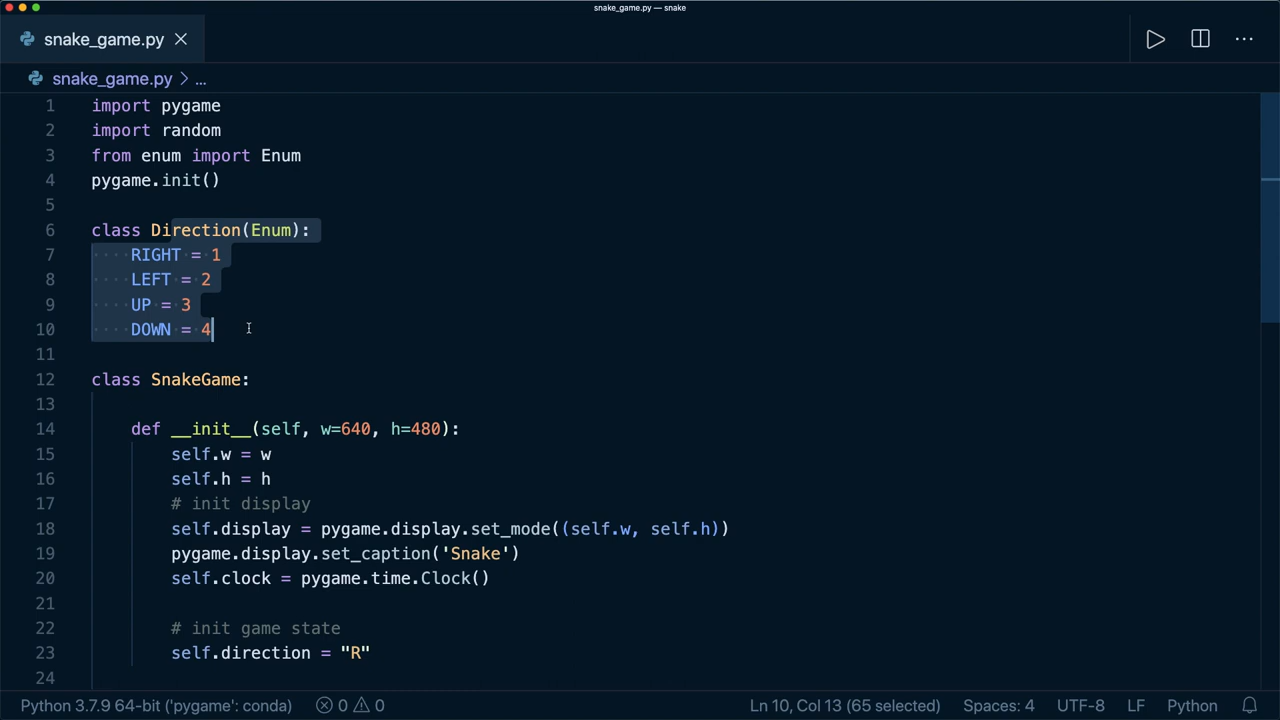 snake_game.py — snake
snake_game.py
snake_game.py > ...
1 import pygame
2 import random
3 from enum import Enum
4 pygame.init()
5
6 class Direction(Enum):
7 RIGHT = 1
8 LEFT = 2
9 UP = 3
10 DOWN = 4
11
12 class SnakeGame:
13
14 def __init__(self, w=640, h=480):
15 self.w = w
16 self.h = h
17 # init display
18 self.display = pygame.display.set_mode((self.w, self.h))
19 pygame.display.set_caption('Snake')
20 self.clock = pygame.time.Clock()
21
22 # init game state
23 self.direction = "R"
24
Python 3.7.9 64-bit ('pygame': conda) 0 0 Ln 10, Col 13 (65 selected) Spaces: 4 UTF-8 LF Python